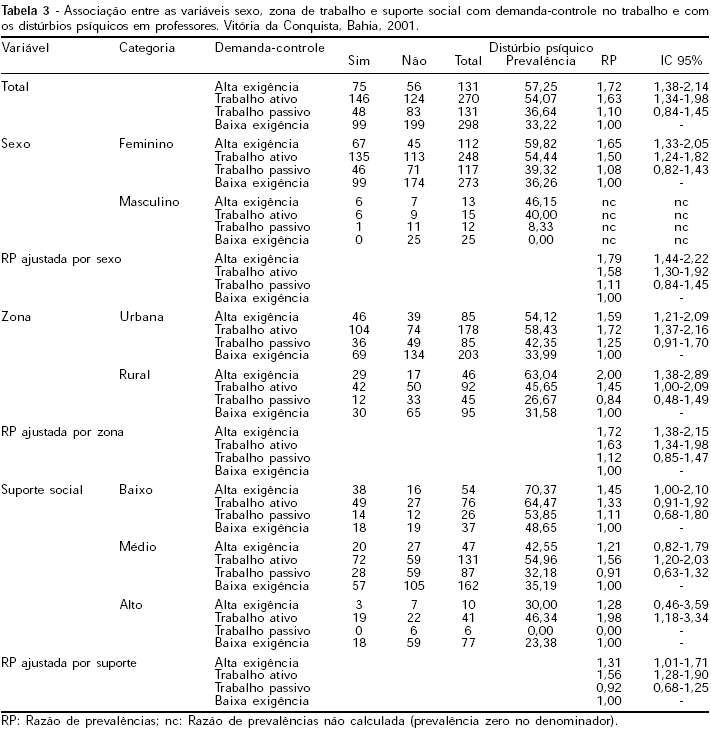 Tabela 3 - Associação entre as variáveis sexo, zona de trabalho e suporte social com demanda-controle no trabalho e com
os distúrbios psíquicos em professores. Vitória da Conquista, Bahia, 2001.
Variável Categoria Demanda-controle Distúrbio psíquico
Sim Não Total Prevalência RP IC 95%
Total Alta exigência 75 56 131 57,25 1,72 1,38-2,14
Trabalho ativo 146 124 270 54,07 1,63 1,34-1,98
Trabalho passivo 48 83 131 36,64 1,10 0,84-1,45
Baixa exigência 99 199 298 33,22 1,00 -
Sexo Feminino Alta exigência 67 45 112 59,82 1,65 1,33-2,05
Trabalho ativo 135 113 248 54,44 1,50 1,24-1,82
Trabalho passivo 46 71 117 39,32 1,08 0,82-1,43
Baixa exigência 99 174 273 36,26 1,00 -
Masculino Alta exigência 6 7 13 46,15 nc nc
Trabalho ativo 6 9 15 40,00 nc nc
Trabalho passivo 1 11 12 8,33 nc nc
Baixa exigência 0 25 25 0,00 nc nc
RP ajustada por sexo Alta exigência 1,79 1,44-2,22
Trabalho ativo 1,58 1,30-1,92
Trabalho passivo 1,11 0,84-1,45
Baixa exigência 1,00 -
Zona Urbana Alta exigência 46 39 85 54,12 1,59 1,21-2,09
Trabalho ativo 104 74 178 58,43 1,72 1,37-2,16
Trabalho passivo 36 49 85 42,35 1,25 0,91-1,70
Baixa exigência 69 134 203 33,99 1,00 -
Rural Alta exigência 29 17 46 63,04 2,00 1,38-2,89
Trabalho ativo 42 50 92 45,65 1,45 1,00-2,09
Trabalho passivo 12 33 45 26,67 0,84 0,48-1,49
Baixa exigência 30 65 95 31,58 1,00 -
RP ajustada por zona Alta exigência 1,72 1,38-2,15
Trabalho ativo 1,63 1,34-1,98
Trabalho passivo 1,12 0,85-1,47
Baixa exigência 1,00 -
Suporte social Baixo Alta exigência 38 16 54 70,37 1,45 1,00-2,10
Trabalho ativo 49 27 76 64,47 1,33 0,91-1,92
Trabalho passivo 14 12 26 53,85 1,11 0,68-1,80
Baixa exigência 18 19 37 48,65 1,00 -
Médio Alta exigência 20 27 47 42,55 1,21 0,82-1,79
Trabalho ativo 72 59 131 54,96 1,56 1,20-2,03
Trabalho passivo 28 59 87 32,18 0,91 0,63-1,32
Baixa exigência 57 105 162 35,19 1,00 -
Alto Alta exigência 3 7 10 30,00 1,28 0,46-3,59
Trabalho ativo 19 22 41 46,34 1,98 1,18-3,34
Trabalho passivo 0 6 6 0,00 0,00 -
Baixa exigência 18 59 77 23,38 1,00 -
RP ajustada por suporte Alta exigência 1,31 1,01-1,71
Trabalho ativo 1,56 1,28-1,90
Trabalho passivo 0,92 0,68-1,25
Baixa exigência 1,00 -
RP: Razão de prevalências; nc: Razão de prevalências não calculada (prevalência zero no denominador).